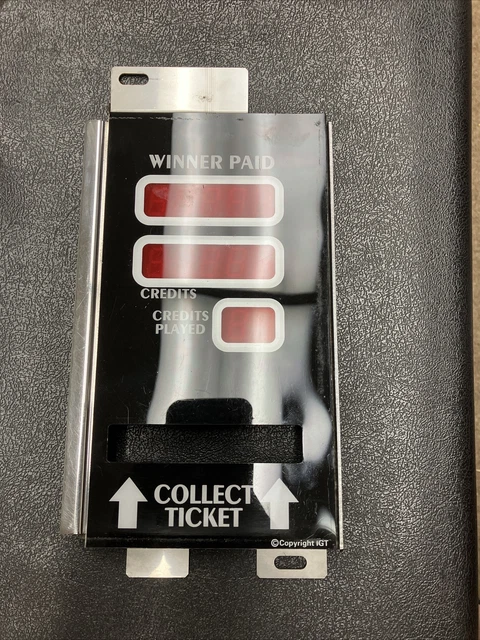 WINNER PAID
CREDITS
CREDITS
PLAYED
COLLECT
TICKET
©Copyright IGT